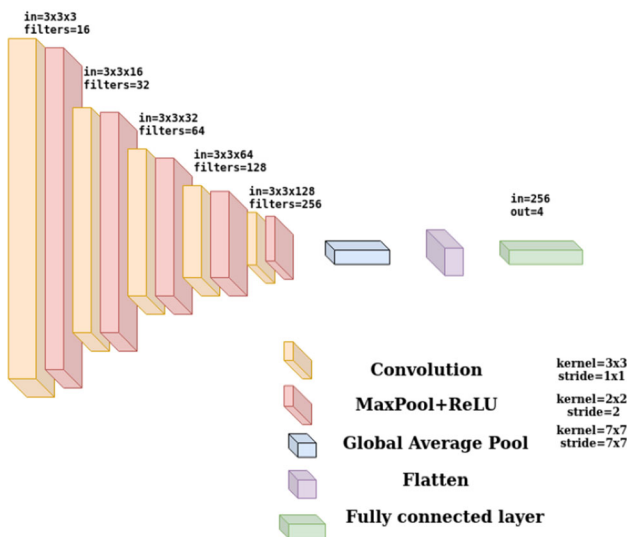 in=3x3x3
filters=16
in=3x3x16
filters=32
in=3x3x32
filters=64
in=3x3x64
filters=128
in=3x3x128
filters=256
in=256
out=4
Convolution
kernel=3x3
stride=1x1
MaxPool+ReLU
kernel=2x2
stride=2
Global Average Pool
kernel=7x7
stride=7x7
Flatten
Fully connected layer